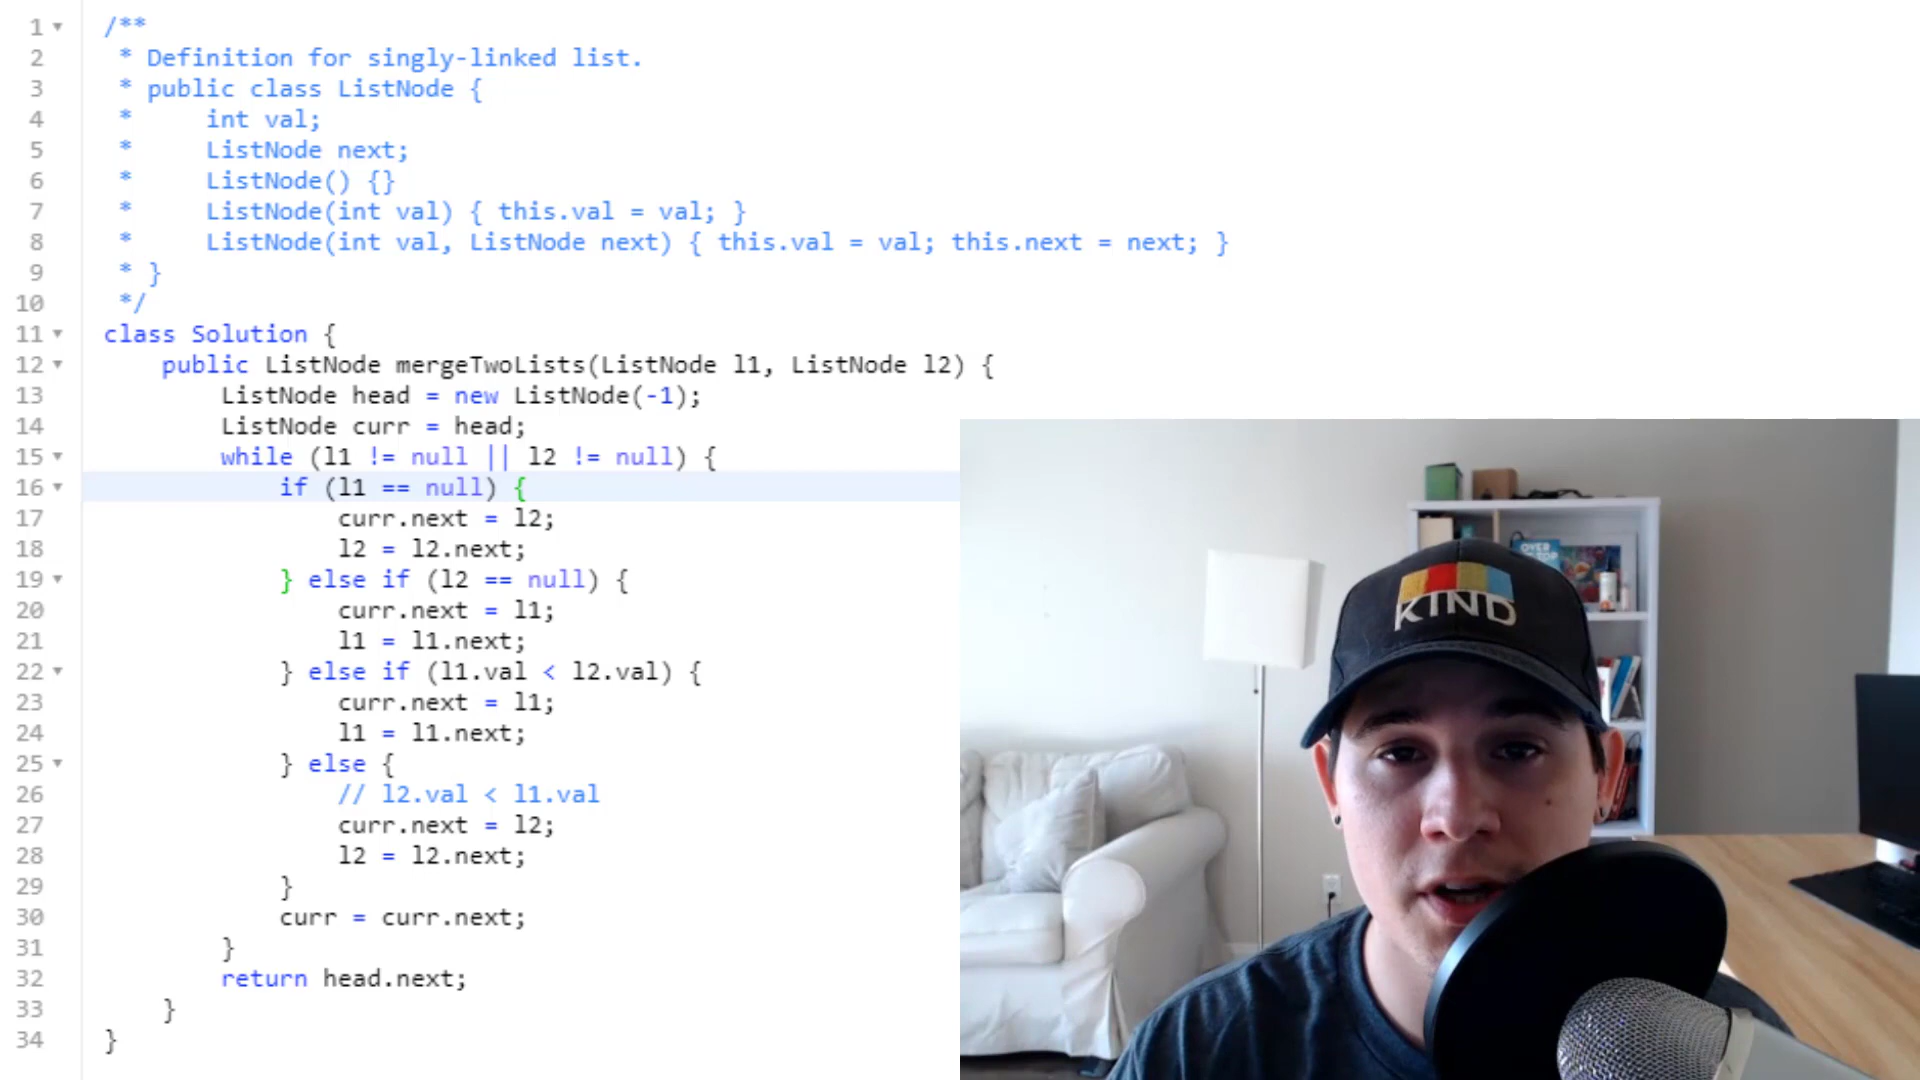 1 /**
2 * Definition for singly-linked list.
3 * public class ListNode {
4 *     int val;
5 *     ListNode next;
6 *     ListNode() {}
7 *     ListNode(int val) { this.val = val; }
8 *     ListNode(int val, ListNode next) { this.val = val; this.next = next; }
9 * }
10 */
11 class Solution {
12     public ListNode mergeTwoLists(ListNode l1, ListNode l2) {
13         ListNode head = new ListNode(-1);
14         ListNode curr = head;
15         while (l1 != null || l2 != null) {
16             if (l1 == null) {
17                 curr.next = l2;
18                 l2 = l2.next;
19             } else if (l2 == null) {
20                 curr.next = l1;
21                 l1 = l1.next;
22             } else if (l1.val < l2.val) {
23                 curr.next = l1;
24                 l1 = l1.next;
25             } else {
26                 // l2.val < l1.val
27                 curr.next = l2;
28                 l2 = l2.next;
29             }
30             curr = curr.next;
31         }
32         return head.next;
33     }
34 }
OVER
KIND